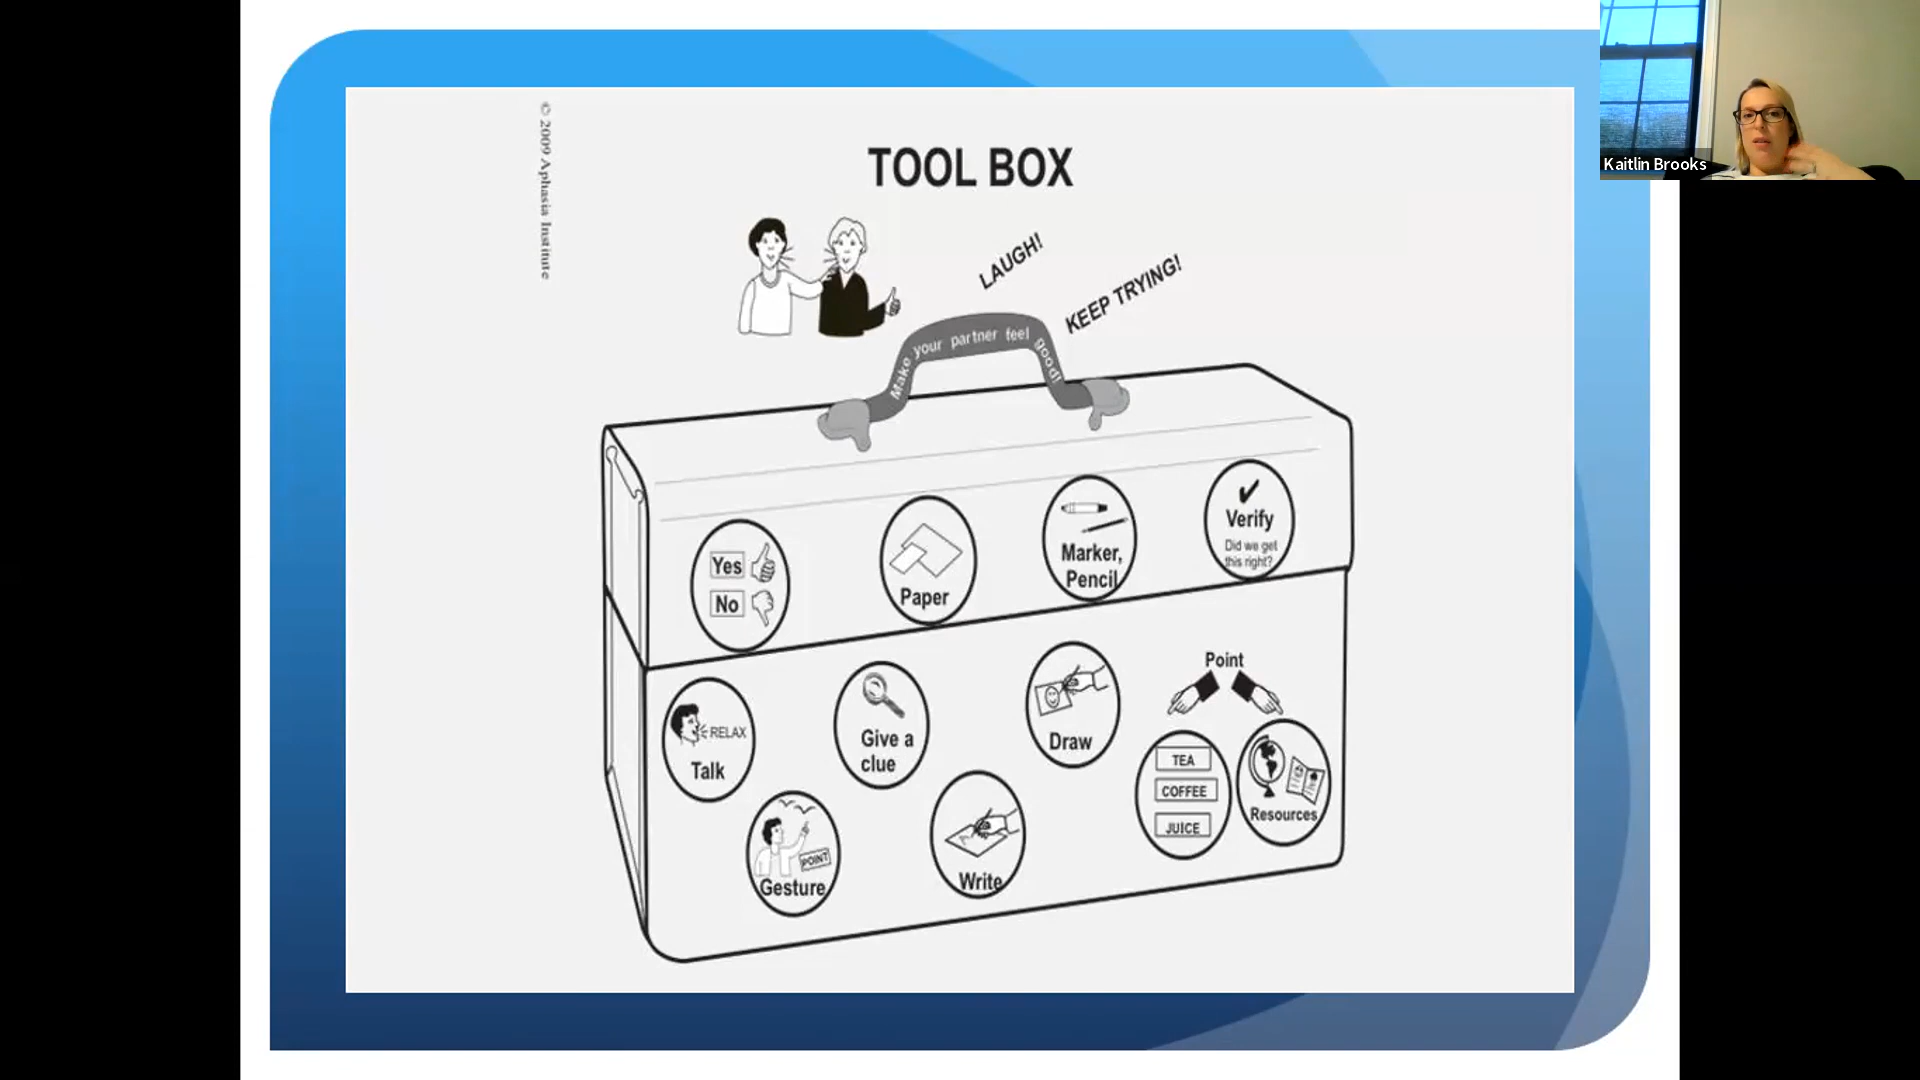 Kaitlin Brooks
© 2009 Aphasia Institute
TOOL BOX
LAUGH!
KEEP TRYING!
Make your partner feel good!
Yes
No
Paper
Marker,
Pencil
Verify
Did we get
this right?
RELAX
Talk
Give a
clue
Draw
Point
TEA
COFFEE
JUICE
Resources
POINT
Gesture
Write